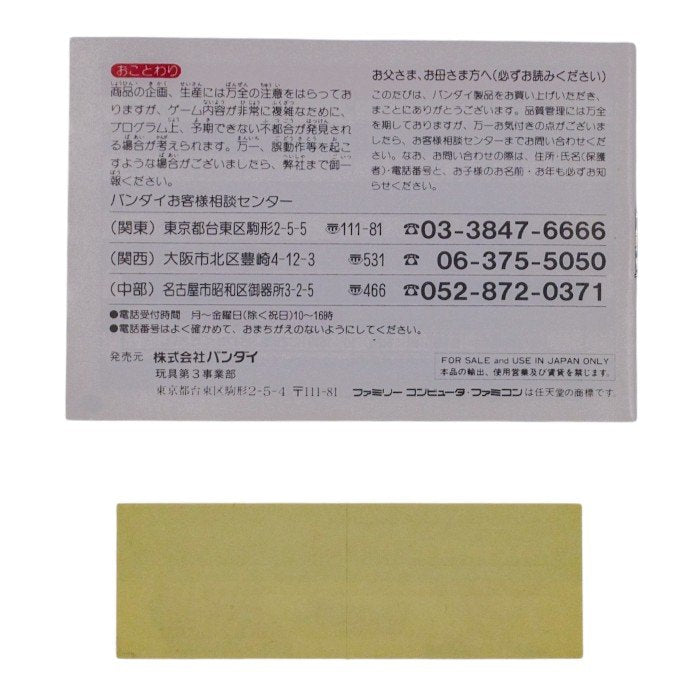 おことわり
商品の企画、生産には万全の注意をはらってお
りますが、ゲーム内容が非常に複雑なために、
プログラム上、予期できない不都合が発見され
る場合が考えられます。万一、誤動作等を起こ
すような場合がございましたら、弊社まで御一
報ください。
お父さま、お母さま方へ(必ずお読みください)
このたびは、バンダイ製品をお買い上げいただき、
まことにありがとうございます。品質管理には万全
を期しておりますが、万一お気付きの点がございま
したら、お客様相談センターまでお問い合わせくだ
さい。なお、お問い合わせの際は、住所・氏名(保護
者)・電話番号と、お子様のお名前・お年も必ずお知
らせください。
バンダイお客様相談センター
(関東) 東京都台東区駒形2-5-5 〠111-81 ☎03-3847-6666
(関西) 大阪市北区豊崎4-12-3 〠531 ☎06-375-5050
(中部) 名古屋市昭和区御器所3-2-5 〠466 ☎052-872-0371
●電話受付時間 月~金曜日(除く祝日)10~16時
●電話番号はよく確かめて、おまちがえのないようにしてください。
発売元 株式会社バンダイ
玩具第3事業部
東京都台東区駒形2-5-4 〒111-81
FOR SALE and USE IN JAPAN ONLY
本品の輸出、使用営業及び賃貸を禁じます。
ファミリーコンピュータ・ファミコンは任天堂の商標です。